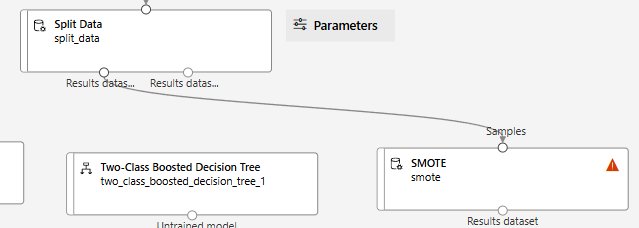 Split Data
split_data
Parameters
Results datas...
Results datas...
Samples
Two-Class Boosted Decision Tree
two_class_boosted_decision_tree_1
SMOTE
smote
Untrained model
Results dataset